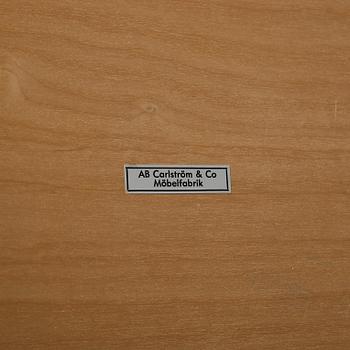 AB Carlström & Co
Möbelfabrik